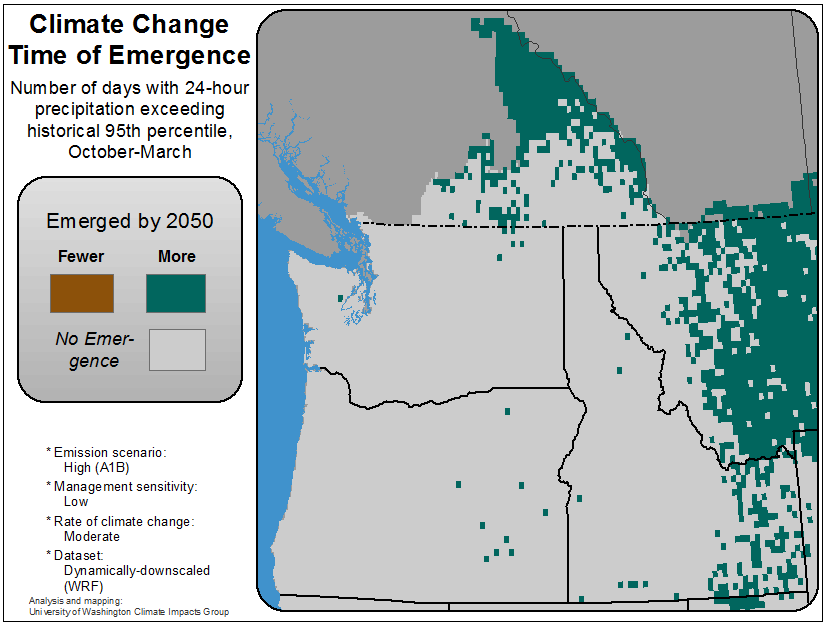 Climate Change
Time of Emergence
Number of days with 24-hour
precipitation exceeding
historical 95th percentile,
October-March
Emerged by 2050
Fewer More
No Emer-
gence
* Emission scenario:
High (A1B)
* Management sensitivity:
Low
* Rate of climate change:
Moderate
* Dataset:
Dynamically-downscaled
(WRF)
Analysis and mapping:
University of Washington Climate Impacts Group